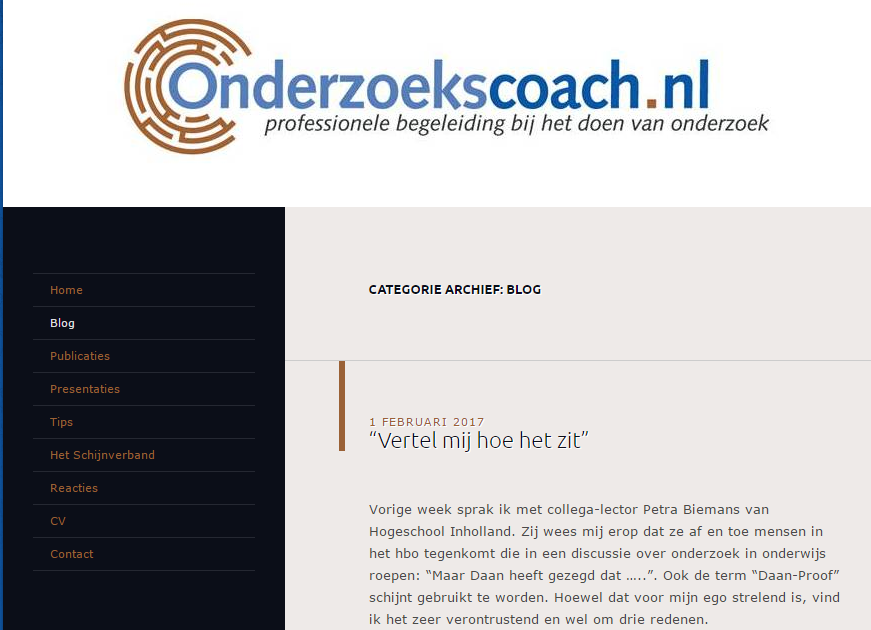 Onderzoekscoach.nl
professionele begeleiding bij het doen van onderzoek
Home
Blog
Publicaties
Presentaties
Tips
Het Schijnverband
Reacties
CV
Contact
CATEGORIE ARCHIEF: BLOG
1 FEBRUARI 2017
“Vertel mij hoe het zit”
Vorige week sprak ik met collega-lector Petra Biemans van
Hogeschool Inholland. Zij wees mij erop dat ze af en toe mensen in
het hbo tegenkomt die in een discussie over onderzoek in onderwijs
roepen: “Maar Daan heeft gezegd dat …..”. Ook de term “Daan-Proof”
schijnt gebruikt te worden. Hoewel dat voor mijn ego strelend is, vind
ik het zeer verontrustend en wel om drie redenen.